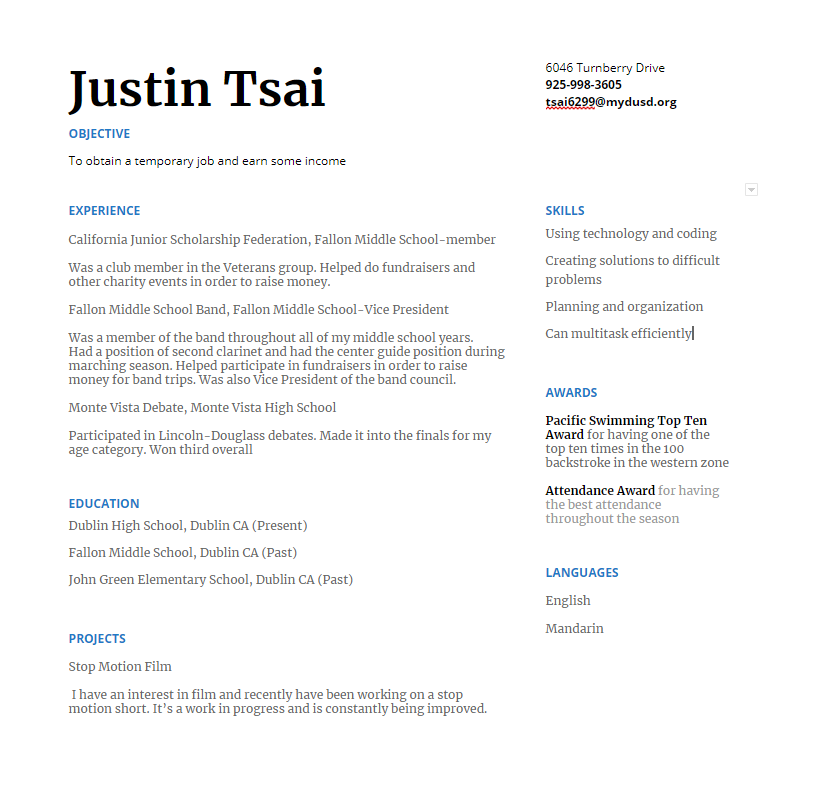 Justin Tsai
OBJECTIVE
To obtain a temporary job and earn some income
6046 Turnberry Drive
925-998-3605
tsai6299@mydusd.org
EXPERIENCE
California Junior Scholarship Federation, Fallon Middle School-member
Was a club member in the Veterans group. Helped do fundraisers and
other charity events in order to raise money.
Fallon Middle School Band, Fallon Middle School-Vice President
Was a member of the band throughout all of my middle school years.
Had a position of second clarinet and had the center guide position during
marching season. Helped participate in fundraisers in order to raise
money for band trips. Was also Vice President of the band council.
Monte Vista Debate, Monte Vista High School
Participated in Lincoln-Douglass debates. Made it into the finals for my
age category. Won third overall
EDUCATION
Dublin High School, Dublin CA (Present)
Fallon Middle School, Dublin CA (Past)
John Green Elementary School, Dublin CA (Past)
PROJECTS
Stop Motion Film
I have an interest in film and recently have been working on a stop
motion short. It's a work in progress and is constantly being improved.
SKILLS
Using technology and coding
Creating solutions to difficult
problems
Planning and organization
Can multitask efficiently
AWARDS
Pacific Swimming Top Ten
Award for having one of the
top ten times in the 100
backstroke in the western zone
Attendance Award for having
the best attendance
throughout the season
LANGUAGES
English
Mandarin